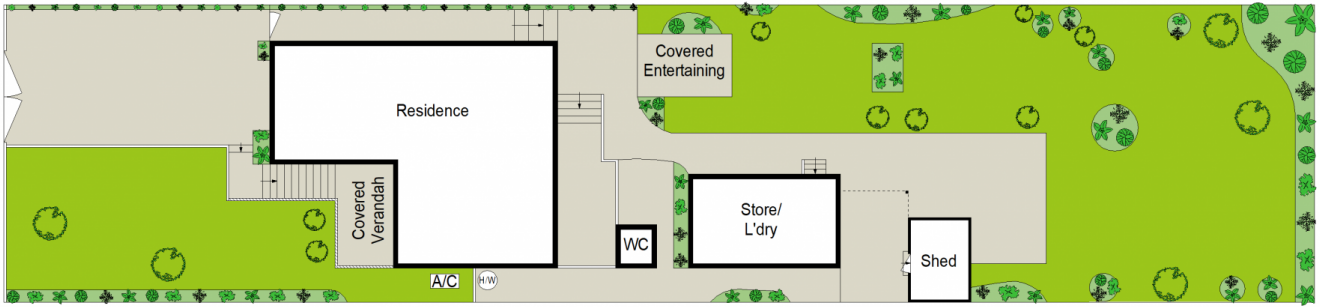 Covered
Entertaining
Residence
Covered
Verandah
Store/
L'dry
WC
Shed
A/C
H/W